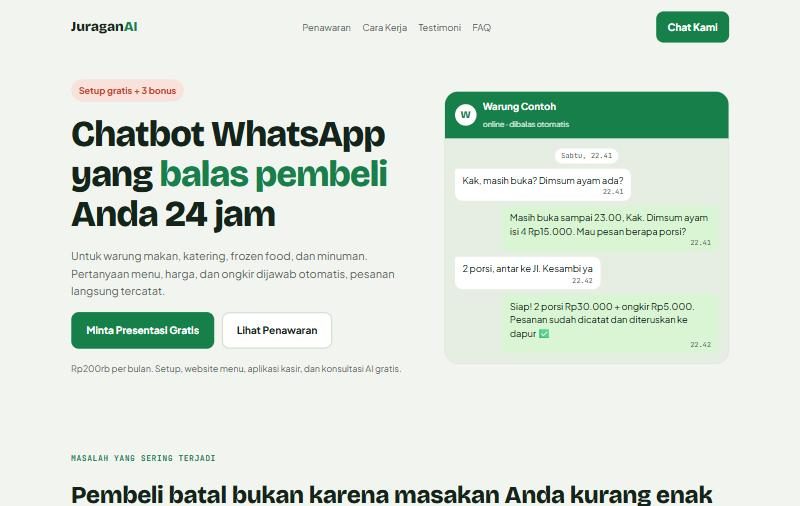 JuraganAI
Penawaran Cara Kerja Testimoni FAQ
Chat Kami
Setup gratis + 3 bonus
Chatbot WhatsApp
yang balas pembeli
Anda 24 jam
Untuk warung makan, katering, frozen food, dan minuman.
Pertanyaan menu, harga, dan ongkir dijawab otomatis, pesanan
langsung tercatat.
Minta Presentasi Gratis
Lihat Penawaran
Rp200rb per bulan. Setup, website menu, aplikasi kasir, dan konsultasi AI gratis.
W
Warung Contoh
online · dibalas otomatis
Sabtu, 22.41
Kak, masih buka? Dimsum ayam ada?
22.41
Masih buka sampai 23.00, Kak. Dimsum ayam
isi 4 Rp15.000. Mau pesan berapa porsi?
22.41
2 porsi, antar ke Jl. Kesambi ya
22.42
Siap! 2 porsi Rp30.000 + ongkir Rp5.000.
Pesanan sudah dicatat dan diteruskan ke
dapur ✅
22.42
MASALAH YANG SERING TERJADI
Pembeli batal bukan karena masakan Anda kurang enak